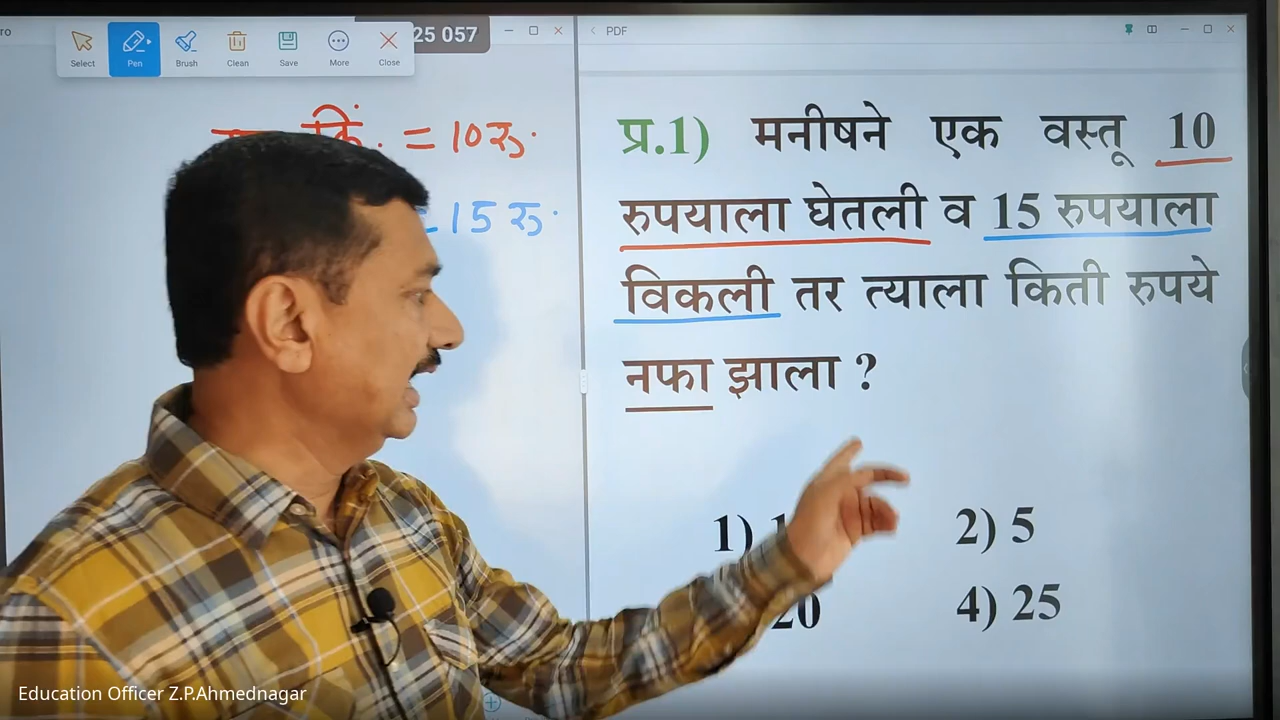 25 057
PDF
Select Pen Brush Clean Save More Close
= 10 रु.
15 रु.
प्र.1) मनीषने एक वस्तू 10
रुपयाला घेतली व 15 रुपयाला
विकली तर त्याला किती रुपये
नफा झाला ?
1)
2) 5
20
4) 25
Education Officer Z.P.Ahmednagar